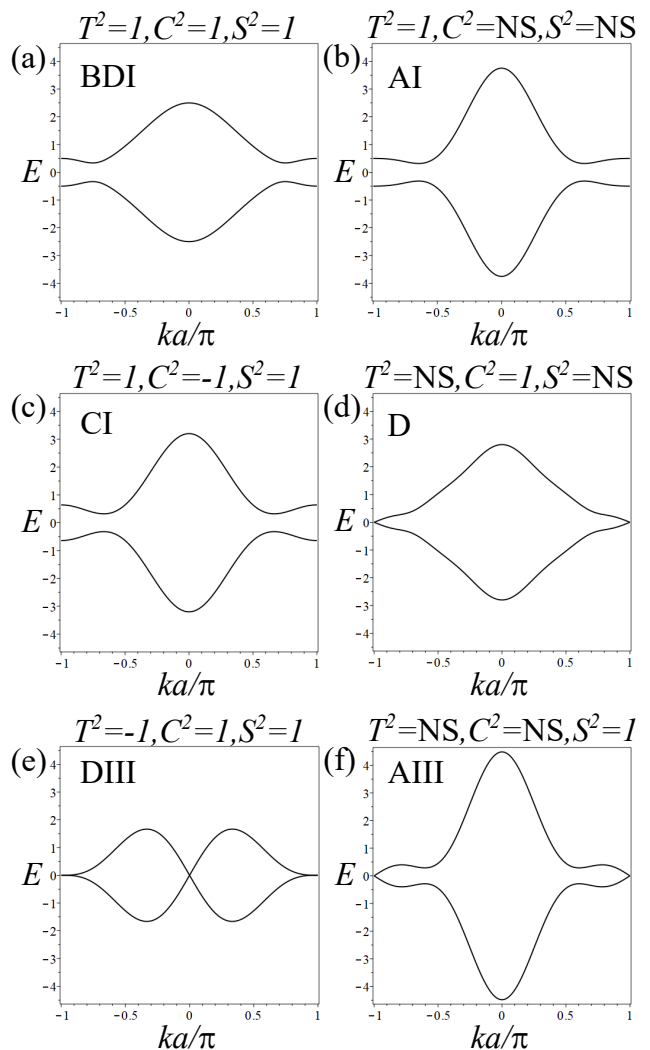 T²=1,C²=1,S²=1
(a)
BDI
4
3
2
1
E 0
−1
−2
−3
−4
−1 −0.5 0 0.5 1
ka/π
T²=1,C²=NS,S²=NS
(b)
AI
4
3
2
1
E 0
−1
−2
−3
−4
−1 −0.5 0 0.5 1
ka/π
T²=1,C²=-1,S²=1
(c)
CI
4
3
2
1
E 0
−1
−2
−3
−4
−1 −0.5 0 0.5 1
ka/π
T²=NS,C²=1,S²=NS
(d)
D
4
3
2
1
E 0
−1
−2
−3
−4
−1 −0.5 0 0.5 1
ka/π
T²=-1,C²=1,S²=1
(e)
DIII
4
3
2
1
E 0
−1
−2
−3
−4
−1 −0.5 0 0.5 1
ka/π
T²=NS,C²=NS,S²=1
(f)
AIII
4
3
2
1
E 0
−1
−2
−3
−4
−1 −0.5 0 0.5 1
ka/π